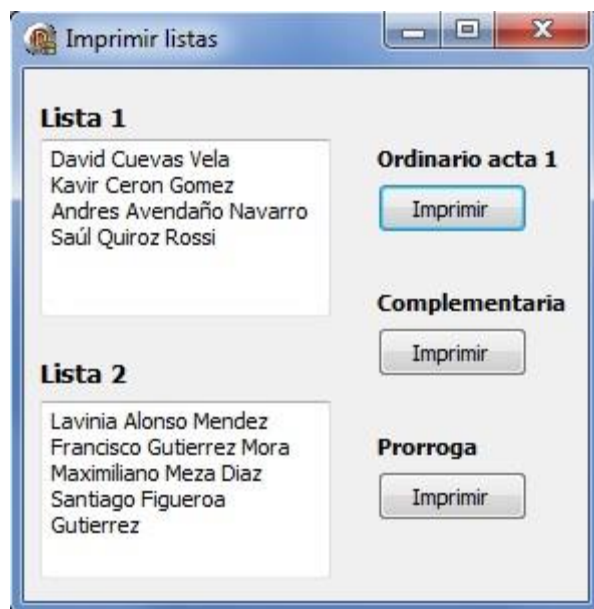 Imprimir listas
Lista 1
David Cuevas Vela
Kavir Ceron Gomez
Andres Avendaño Navarro
Saúl Quiroz Rossi
Ordinario acta 1
Imprimir
Complementaria
Imprimir
Lista 2
Lavinia Alonso Mendez
Francisco Gutierrez Mora
Maximiliano Meza Diaz
Santiago Figueroa
Gutierrez
Prorroga
Imprimir